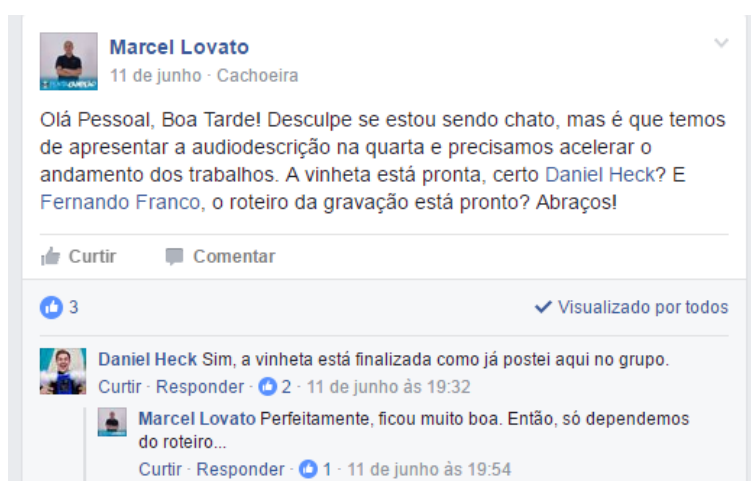 Marcel Lovato
11 de junho · Cachoeira
Olá Pessoal, Boa Tarde! Desculpe se estou sendo chato, mas é que temos
de apresentar a audiodescrição na quarta e precisamos acelerar o
andamento dos trabalhos. A vinheta está pronta, certo Daniel Heck? E
Fernando Franco, o roteiro da gravação está pronto? Abraços!
Curtir Comentar
3 Visualizado por todos
Daniel Heck Sim, a vinheta está finalizada como já postei aqui no grupo.
Curtir · Responder · 2 · 11 de junho às 19:32
Marcel Lovato Perfeitamente, ficou muito boa. Então, só dependemos
do roteiro...
Curtir · Responder · 1 · 11 de junho às 19:54